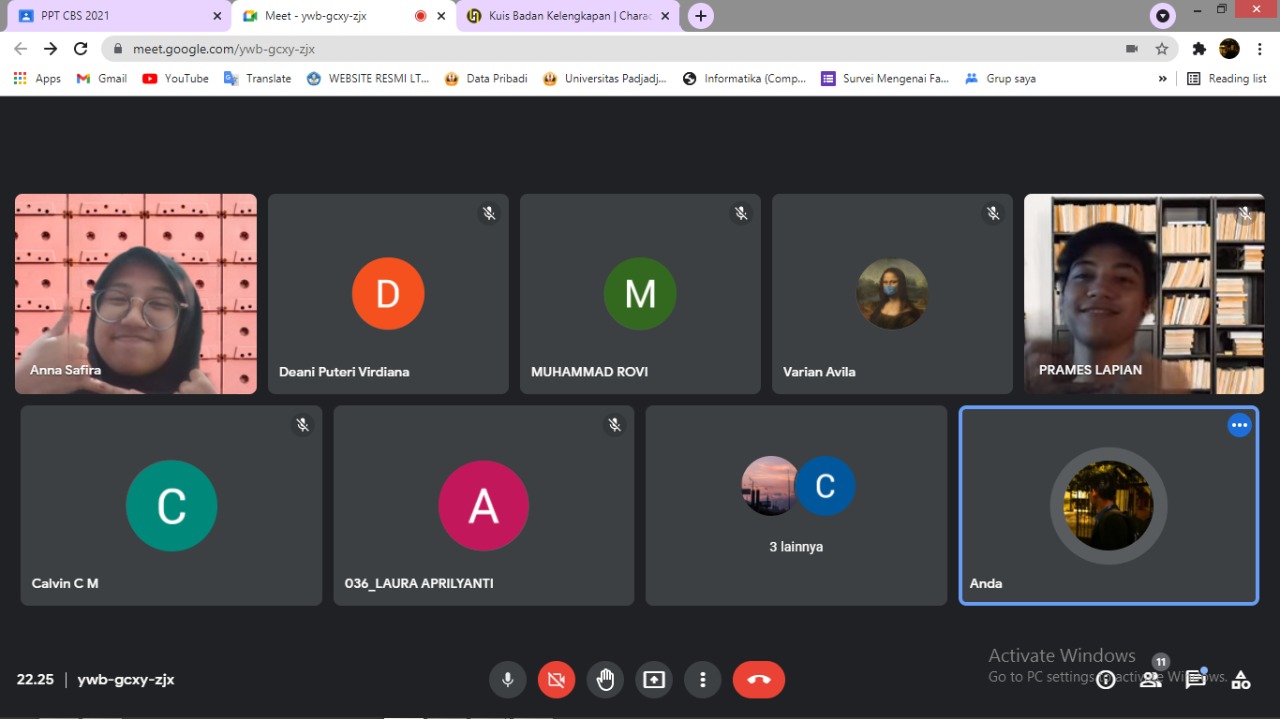 PPT CBS 2021
Meet - ywb-gcxy-zjx
Kuis Badan Kelengkapan | Charac
meet.google.com/ywb-gcxy-zjx
Apps
Gmail
YouTube
Translate
WEBSITE RESMI LT...
Data Pribadi
Universitas Padjadj...
Informatika (Comp...
Survei Mengenai Fa...
Grup saya
»
Reading list
Anna Safira
D
Deani Puteri Virdiana
M
MUHAMMAD ROVI
Varian Avila
PRAMES LAPIAN
C
Calvin C M
A
036_LAURA APRILYANTI
C
3 lainnya
Anda
Activate Windows
Go to PC settings to activate Windows.
22.25 | ywb-gcxy-zjx
11